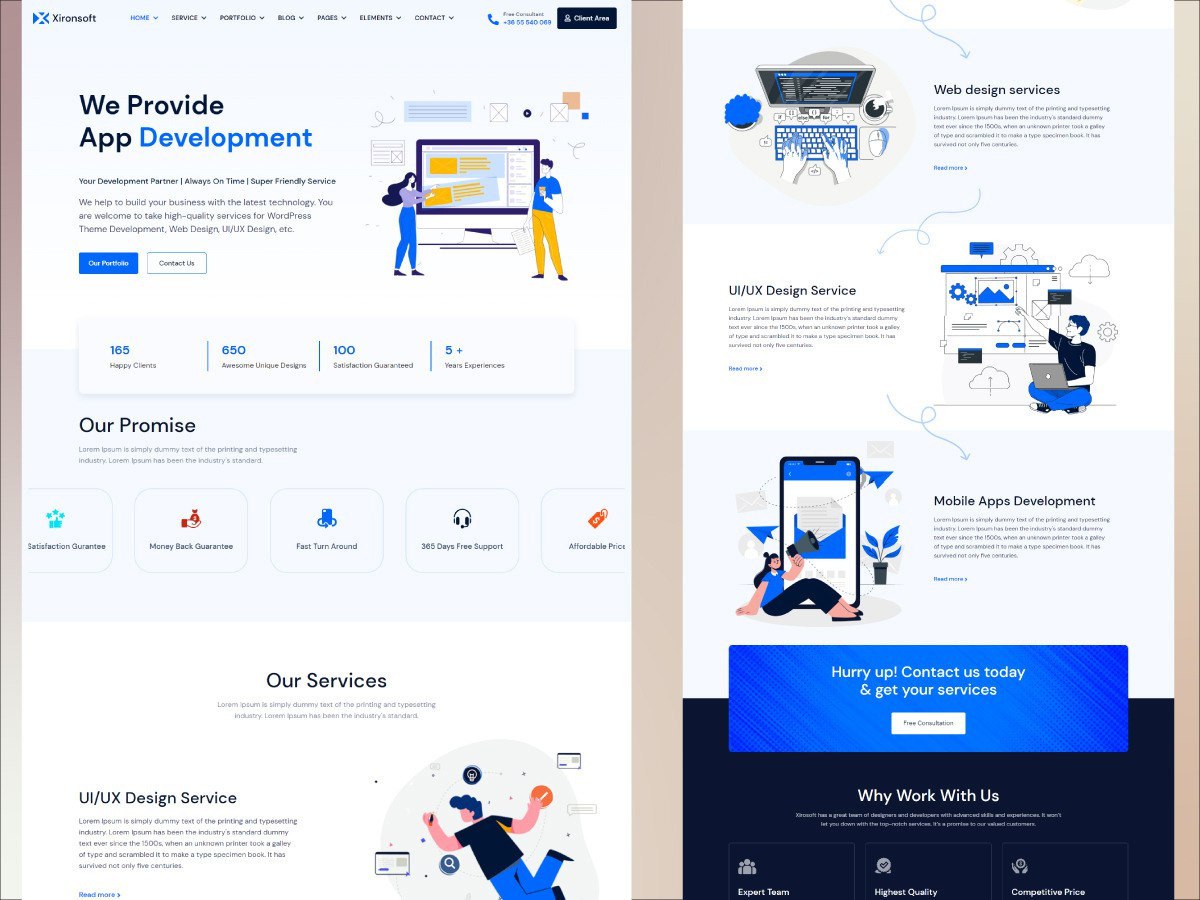 Xironsoft
HOME
SERVICE
PORTFOLIO
BLOG
PAGES
ELEMENTS
CONTACT
Free Consultant
+36 55 540 069
Client Area
We Provide
App Development
Your Development Partner | Always On Time | Super Friendly Service
We help to build your business with the latest technology. You
are welcome to take high-quality services for WordPress
Theme Development, Web Design, UI/UX Design, etc.
Our Portfolio
Contact Us
165
Happy Clients
650
Awesome Unique Designs
100
Satisfaction Guaranteed
5 +
Years Experiences
Our Promise
Lorem Ipsum is simply dummy text of the printing and typesetting
industry. Lorem Ipsum has been the industry's standard.
Satisfaction Gurantee
Money Back Guarantee
Fast Turn Around
365 Days Free Support
Affordable Price
Our Services
Lorem Ipsum is simply dummy text of the printing and typesetting
industry. Lorem Ipsum has been the industry's standard.
UI/UX Design Service
Lorem Ipsum is simply dummy text of the printing and typesetting
industry. Lorem Ipsum has been the industry's standard dummy
text ever since the 1500s, when an unknown printer took a galley
of type and scrambled it to make a type specimen book. It has
survived not only five centuries.
Read more >
Web design services
Lorem Ipsum is simply dummy text of the printing and typesetting
industry. Lorem Ipsum has been the industry's standard dummy
text ever since the 1500s, when an unknown printer took a galley
of type and scrambled it to make a type specimen book. It has
survived not only five centuries.
Read more >
UI/UX Design Service
Lorem Ipsum is simply dummy text of the printing and typesetting
industry. Lorem Ipsum has been the industry's standard dummy
text ever since the 1500s, when an unknown printer took a galley
of type and scrambled it to make a type specimen book. It has
survived not only five centuries.
Read more >
Mobile Apps Development
Lorem Ipsum is simply dummy text of the printing and typesetting
industry. Lorem Ipsum has been the industry's standard dummy
text ever since the 1500s, when an unknown printer took a galley
of type and scrambled it to make a type specimen book. It has
survived not only five centuries.
Read more >
Hurry up! Contact us today
& get your services
Free Consultation
Why Work With Us
Xirosoft has a great team of designers and developers with advanced skills and experiences. It won't
let you down with the top-notch services. It's a promise to our valued customers.
Expert Team
Highest Quality
Competitive Price